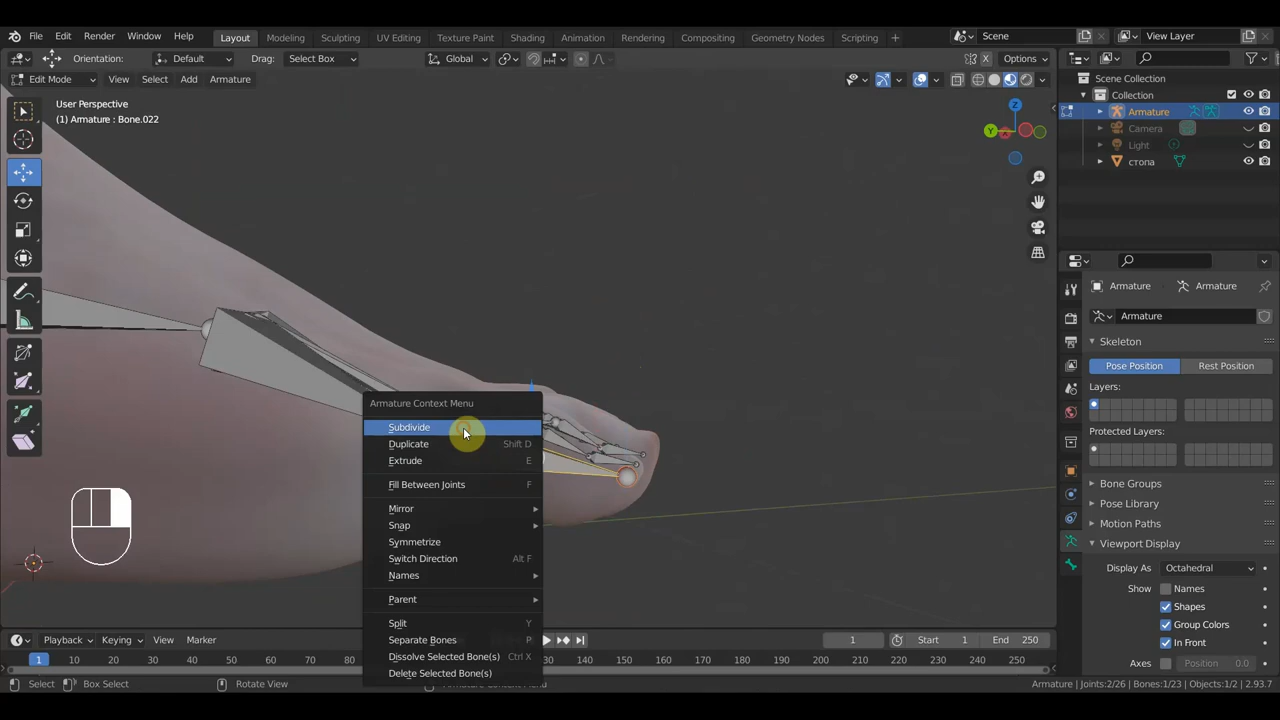 File Edit Render Window Help Layout Modeling Sculpting UV Editing Texture Paint Shading Animation Rendering Compositing Geometry Nodes Scripting + Scene View Layer
Orientation: Default Drag: Select Box Global Options
Edit Mode View Select Add Armature
User Perspective
(1) Armature : Bone.022
Z
Y
X
Scene Collection
Collection
Armature
Camera
Light
стопа
Armature Armature
Armature
Skeleton
Pose Position Rest Position
Layers:
Protected Layers:
Bone Groups
Pose Library
Motion Paths
Viewport Display
Display As Octahedral
Show Names
Shapes
Group Colors
In Front
Axes Position 0.0
Armature Context Menu
Subdivide
Duplicate Shift D
Extrude E
Fill Between Joints F
Mirror
Snap
Symmetrize
Switch Direction Alt F
Names
Parent
Split Y
Separate Bones P
Dissolve Selected Bone(s) Ctrl X
Delete Selected Bone(s)
Playback Keying View Marker 1 Start 1 End 250
1 10 20 30 40 50 60 70 80 130 140 150 160 170 180 190 200 210 220 230 240 250
Select Box Select Rotate View Armature | Joints:2/26 | Bones:1/23 | Objects:1/2 | 2.93.7